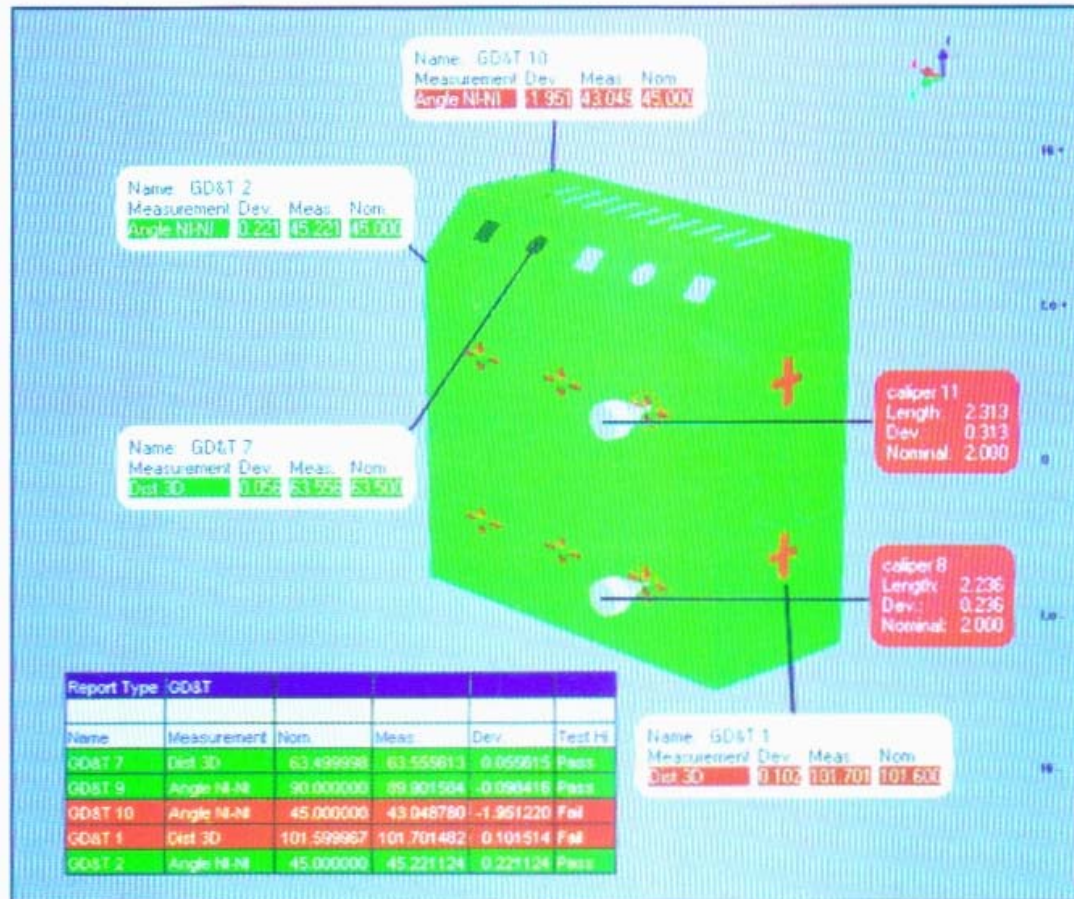 Name: GD&T 10
Measurement Dev. Meas. Nom.
Angle NI-NI -1.951 43.049 45.000
Name: GD&T 2
Measurement Dev. Meas. Nom.
Angle NI-NI 0.221 45.221 45.000
Hi +
Lo +
caliper 11
Length: 2.313
Dev.: 0.313
Nominal: 2.000
Name: GD&T 7
Measurement Dev. Meas. Nom.
Dist 3D 0.056 63.556 63.500
0
caliper 8
Length: 2.236
Dev.: 0.236
Nominal: 2.000
Lo -
Report Type GD&T
Name Measurement Nom. Meas. Dev. Test Hi
GD&T 7 Dist 3D 63.499998 63.555613 0.055615 Pass
GD&T 9 Angle NI-NI 90.000000 89.901584 -0.098416 Pass
GD&T 10 Angle NI-NI 45.000000 43.048780 -1.951220 Fail
GD&T 1 Dist 3D 101.599967 101.701482 0.101514 Fail
GD&T 2 Angle NI-NI 45.000000 45.221124 0.221124 Pass
Name: GD&T 1
Measurement Dev. Meas. Nom.
Dist 3D 0.102 101.701 101.600
Hi -